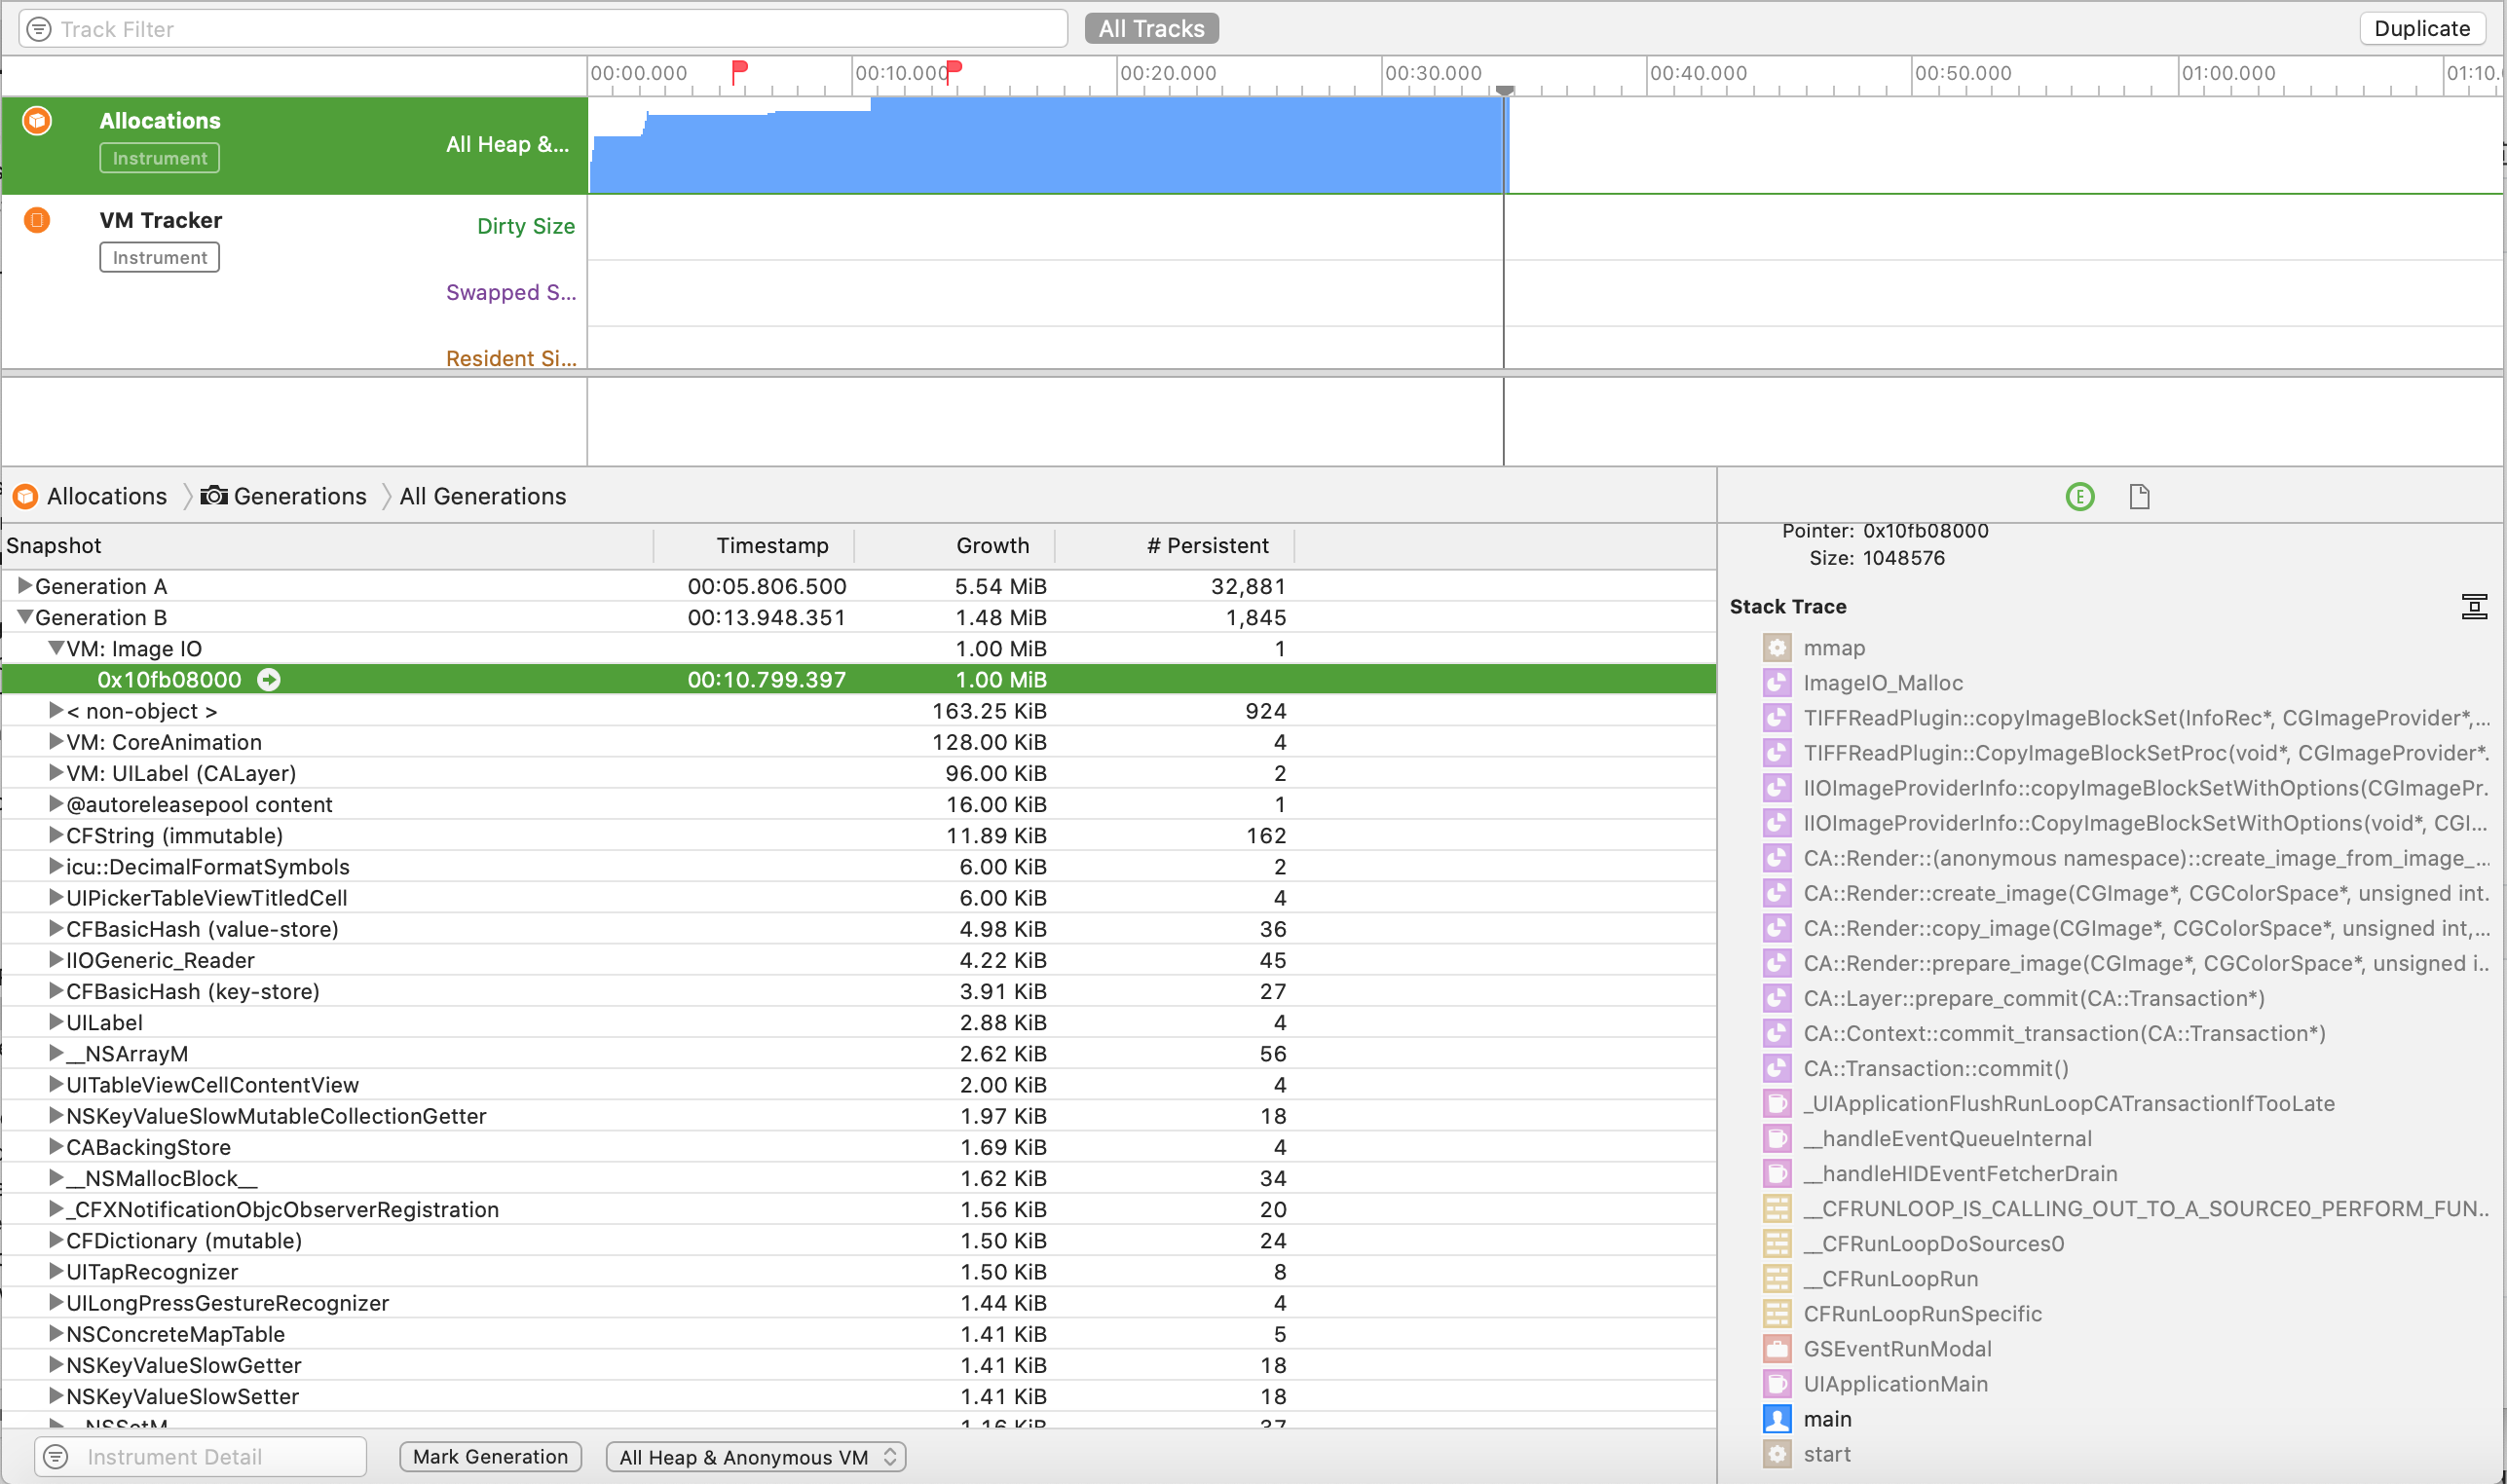 Track Filter All Tracks Duplicate
00:00.000 00:10.000 00:20.000 00:30.000 00:40.000 00:50.000 01:00.000 01:10.
Allocations
Instrument
All Heap &...
VM Tracker
Instrument
Dirty Size
Swapped S...
Resident Si...
Allocations Generations All Generations
Snapshot Timestamp Growth # Persistent
Generation A 00:05.806.500 5.54 MiB 32,881
Generation B 00:13.948.351 1.48 MiB 1,845
VM: Image IO 1.00 MiB 1
0x10fb08000 00:10.799.397 1.00 MiB
< non-object > 163.25 KiB 924
VM: CoreAnimation 128.00 KiB 4
VM: UILabel (CALayer) 96.00 KiB 2
@autoreleasepool content 16.00 KiB 1
CFString (immutable) 11.89 KiB 162
icu::DecimalFormatSymbols 6.00 KiB 2
UIPickerTableViewTitledCell 6.00 KiB 4
CFBasicHash (value-store) 4.98 KiB 36
IIOGeneric_Reader 4.22 KiB 45
CFBasicHash (key-store) 3.91 KiB 27
UILabel 2.88 KiB 4
__NSArrayM 2.62 KiB 56
UITableViewCellContentView 2.00 KiB 4
NSKeyValueSlowMutableCollectionGetter 1.97 KiB 18
CABackingStore 1.69 KiB 4
__NSMallocBlock__ 1.62 KiB 34
_CFXNotificationObjcObserverRegistration 1.56 KiB 20
CFDictionary (mutable) 1.50 KiB 24
UITapRecognizer 1.50 KiB 8
UILongPressGestureRecognizer 1.44 KiB 4
NSConcreteMapTable 1.41 KiB 5
NSKeyValueSlowGetter 1.41 KiB 18
NSKeyValueSlowSetter 1.41 KiB 18
__NSSetM 1.16 KiB 37
Instrument Detail Mark Generation All Heap & Anonymous VM
E
Pointer: 0x10fb08000
Size: 1048576
Stack Trace
mmap
ImageIO_Malloc
TIFFReadPlugin::copyImageBlockSet(InfoRec*, CGImageProvider*,...
TIFFReadPlugin::CopyImageBlockSetProc(void*, CGImageProvider*.
IIOImageProviderInfo::copyImageBlockSetWithOptions(CGImagePr.
IIOImageProviderInfo::CopyImageBlockSetWithOptions(void*, CGI...
CA::Render::(anonymous namespace)::create_image_from_image_...
CA::Render::create_image(CGImage*, CGColorSpace*, unsigned int.
CA::Render::copy_image(CGImage*, CGColorSpace*, unsigned int,...
CA::Render::prepare_image(CGImage*, CGColorSpace*, unsigned i..
CA::Layer::prepare_commit(CA::Transaction*)
CA::Context::commit_transaction(CA::Transaction*)
CA::Transaction::commit()
_UIApplicationFlushRunLoopCATransactionIfTooLate
__handleEventQueueInternal
__handleHIDEventFetcherDrain
__CFRUNLOOP_IS_CALLING_OUT_TO_A_SOURCE0_PERFORM_FUN..
__CFRunLoopDoSources0
__CFRunLoopRun
CFRunLoopRunSpecific
GSEventRunModal
UIApplicationMain
main
start